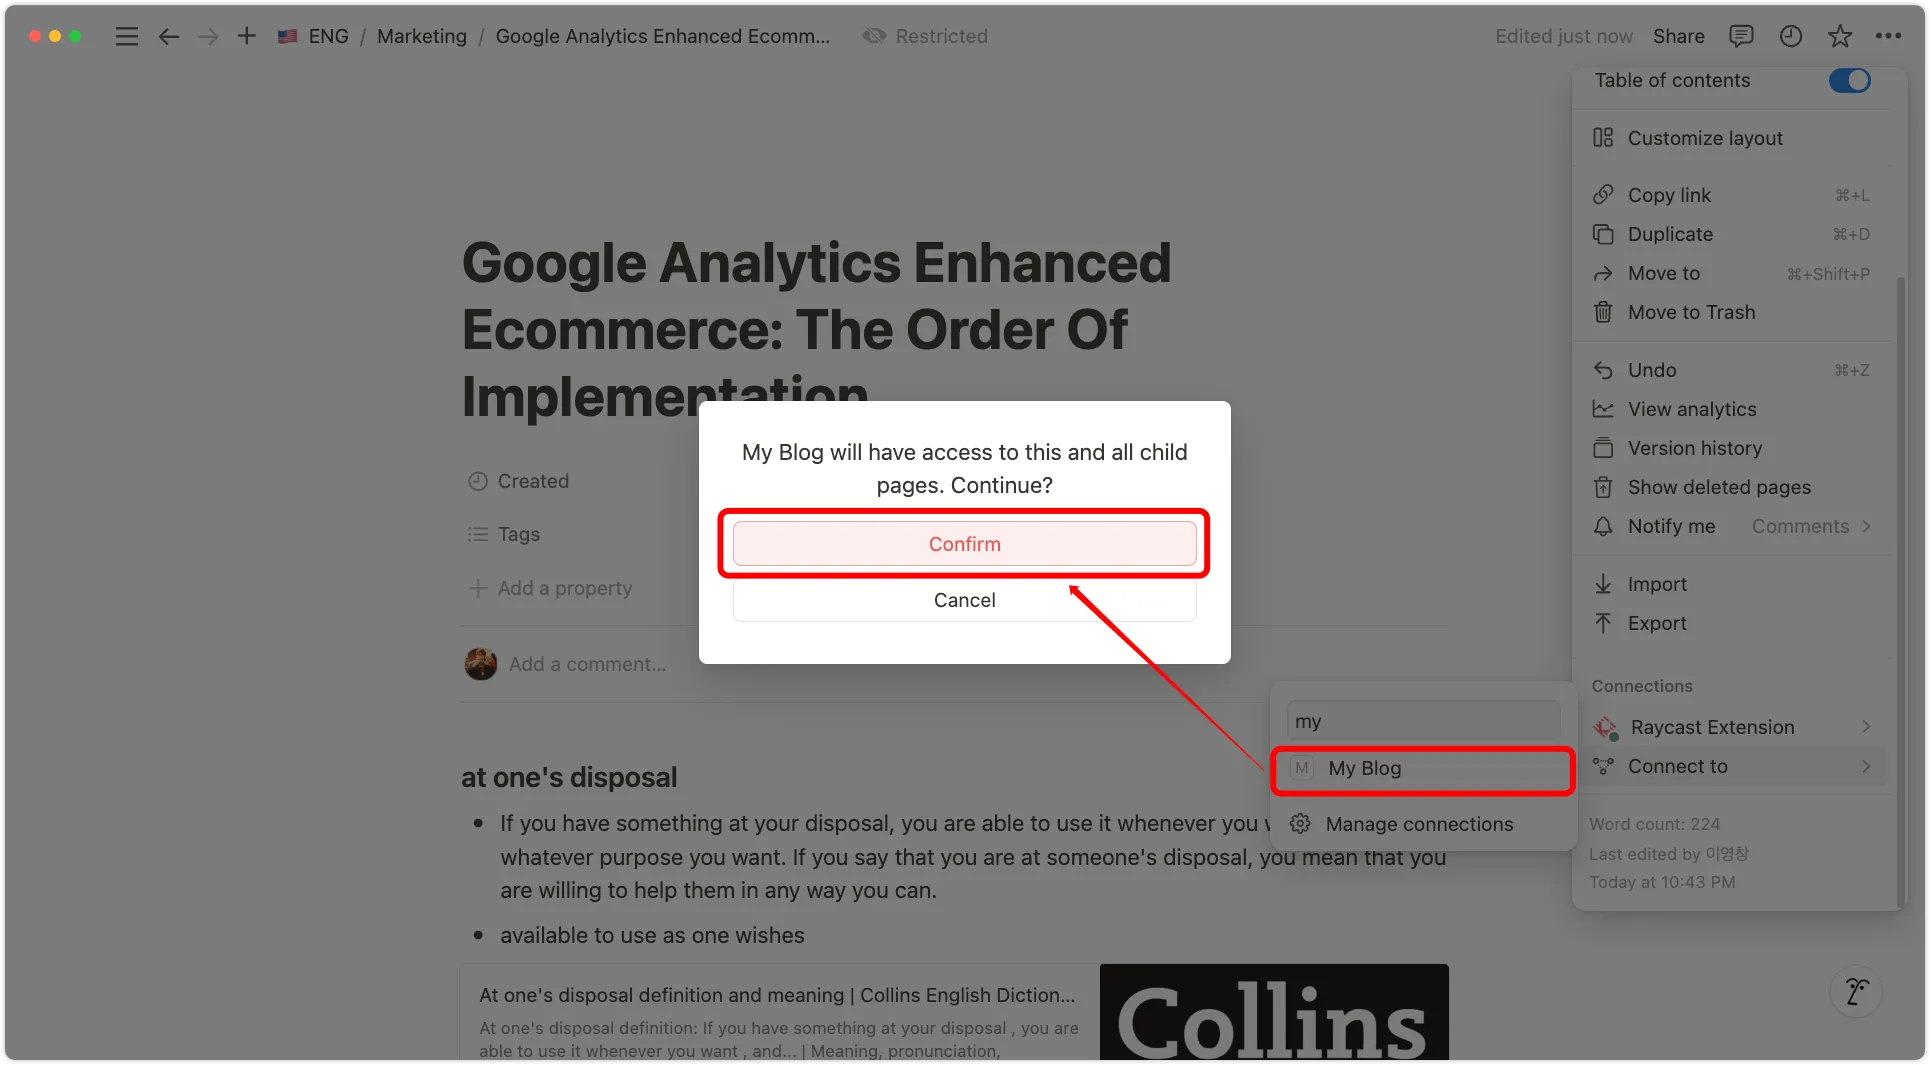 ENG / Marketing / Google Analytics Enhanced Ecomm... Restricted
Edited just now Share
Table of contents
Customize layout
Copy link ⌘+L
Duplicate ⌘+D
Move to ⌘+Shift+P
Move to Trash
Undo ⌘+Z
View analytics
Version history
Show deleted pages
Notify me Comments
Import
Export
Connections
Raycast Extension
Connect to
Word count: 224
Last edited by 이영창
Today at 10:43 PM
Google Analytics Enhanced
Ecommerce: The Order Of
Implementation
Created
Tags
Add a property
Add a comment...
My Blog will have access to this and all child
pages. Continue?
Confirm
Cancel
my
M My Blog
Manage connections
at one's disposal
• If you have something at your disposal, you are able to use it whenever you
whatever purpose you want. If you say that you are at someone's disposal, you mean that you
are willing to help them in any way you can.
• available to use as one wishes
At one's disposal definition and meaning | Collins English Diction...
At one's disposal definition: If you have something at your disposal , you are
able to use it whenever you want , and... | Meaning, pronunciation,
Collins